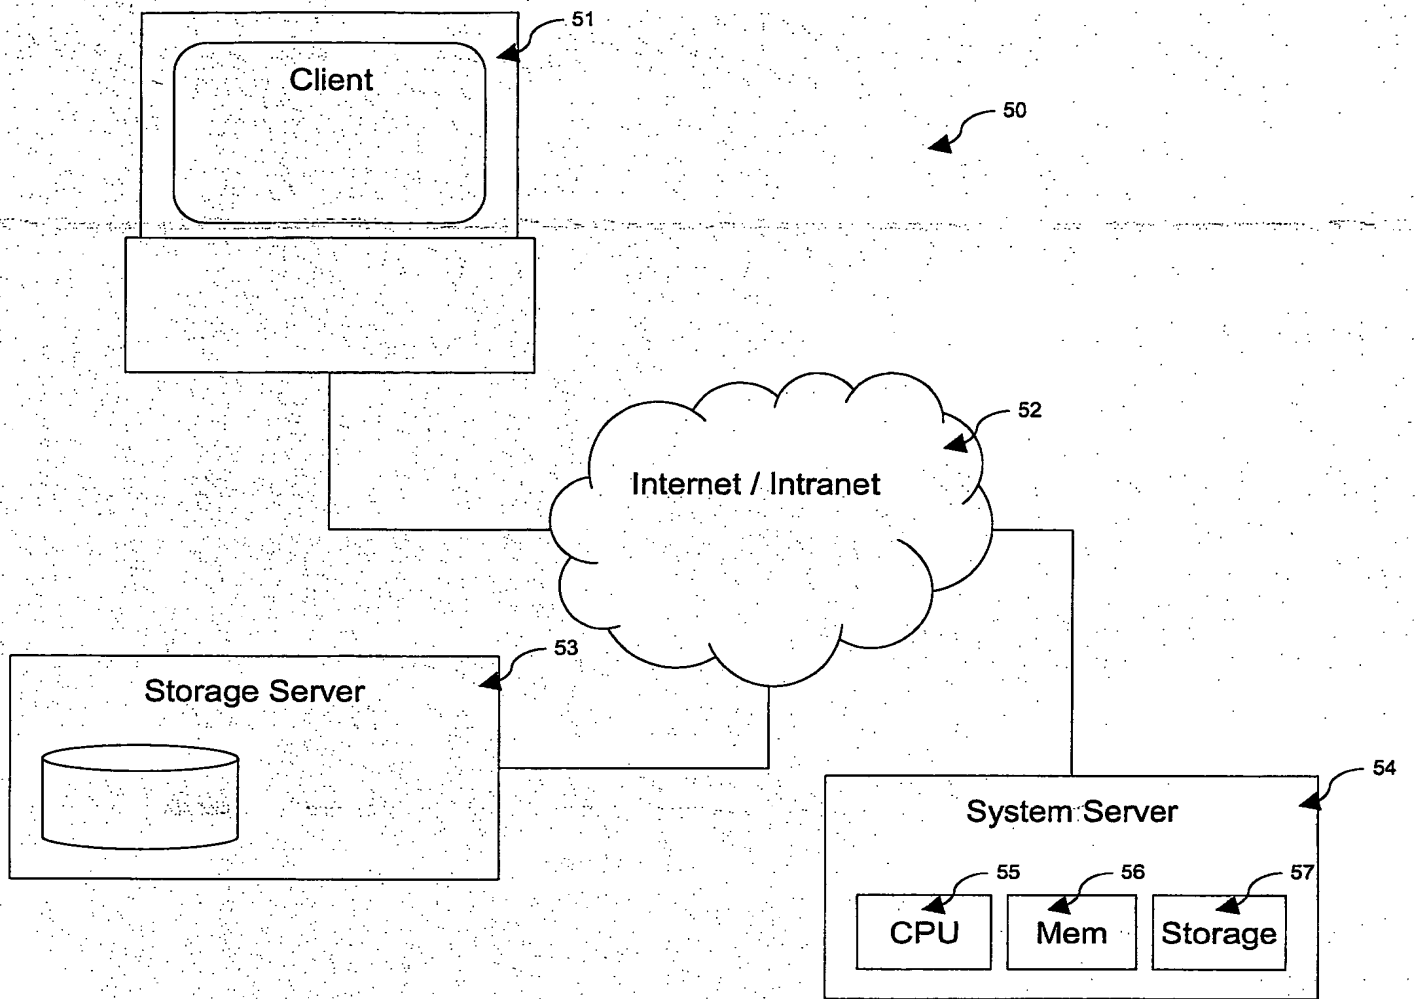 51
Client
50
52
Internet / Intranet
53
Storage Server
54
System Server
55
56
57
CPU
Mem
Storage